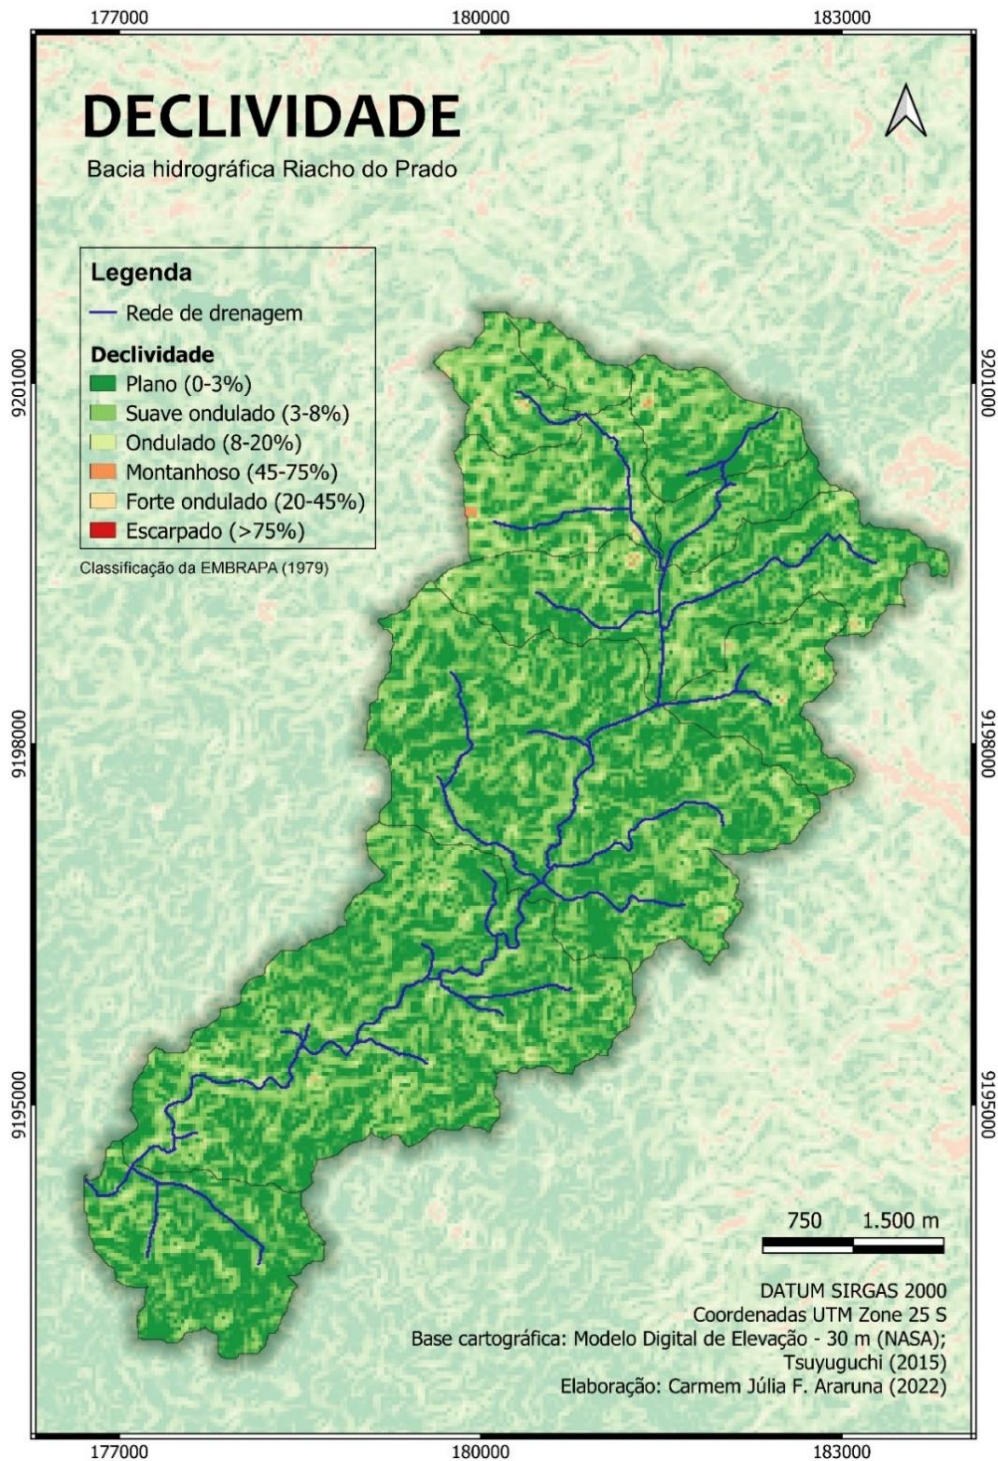 177000
180000
183000
DECLIVIDADE
Bacia hidrográfica Riacho do Prado
Legenda
Rede de drenagem
Declividade
Plano (0-3%)
Suave ondulado (3-8%)
Ondulado (8-20%)
Montanhoso (45-75%)
Forte ondulado (20-45%)
Escarpado (>75%)
Classificação da EMBRAPA (1979)
9201000
9201000
9198000
9198000
9195000
9195000
750
1.500 m
DATUM SIRGAS 2000
Coordenadas UTM Zone 25 S
Base cartográfica: Modelo Digital de Elevação - 30 m (NASA);
Tsuyuguchi (2015)
Elaboração: Carmem Júlia F. Araruna (2022)
177000
180000
183000